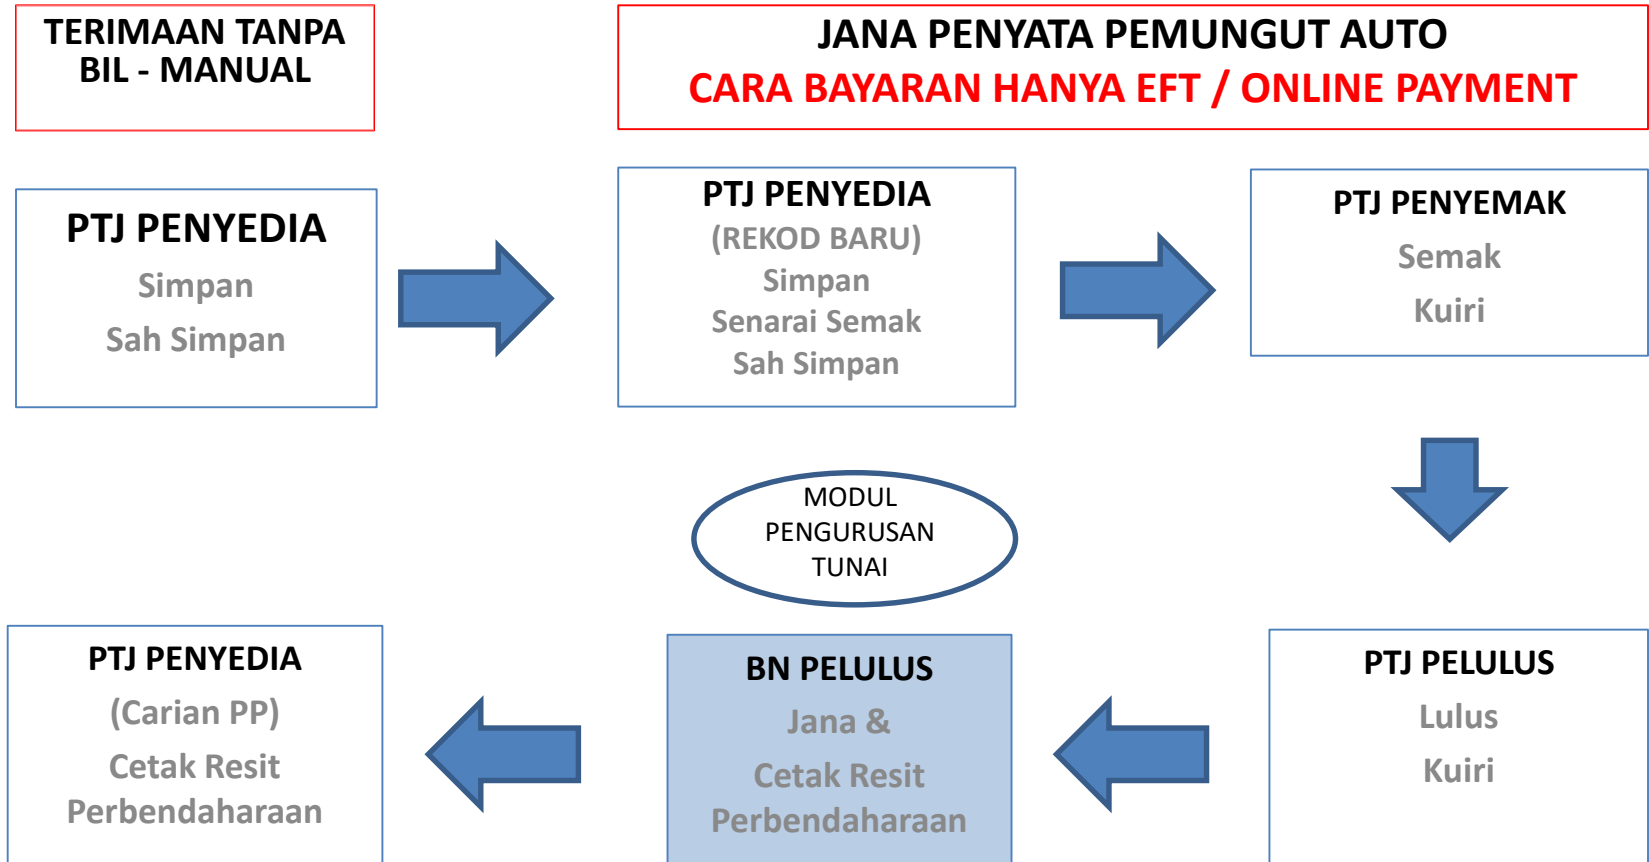 TERIMAAN TANPA
BIL - MANUAL
JANA PENYATA PEMUNGUT AUTO
CARA BAYARAN HANYA EFT / ONLINE PAYMENT
PTJ PENYEDIA
Simpan
Sah Simpan
PTJ PENYEDIA
(REKOD BARU)
Simpan
Senarai Semak
Sah Simpan
PTJ PENYEMAK
Semak
Kuiri
MODUL
PENGURUSAN
TUNAI
PTJ PENYEDIA
(Carian PP)
Cetak Resit
Perbendaharaan
BN PELULUS
Jana &
Cetak Resit
Perbendaharaan
PTJ PELULUS
Lulus
Kuiri